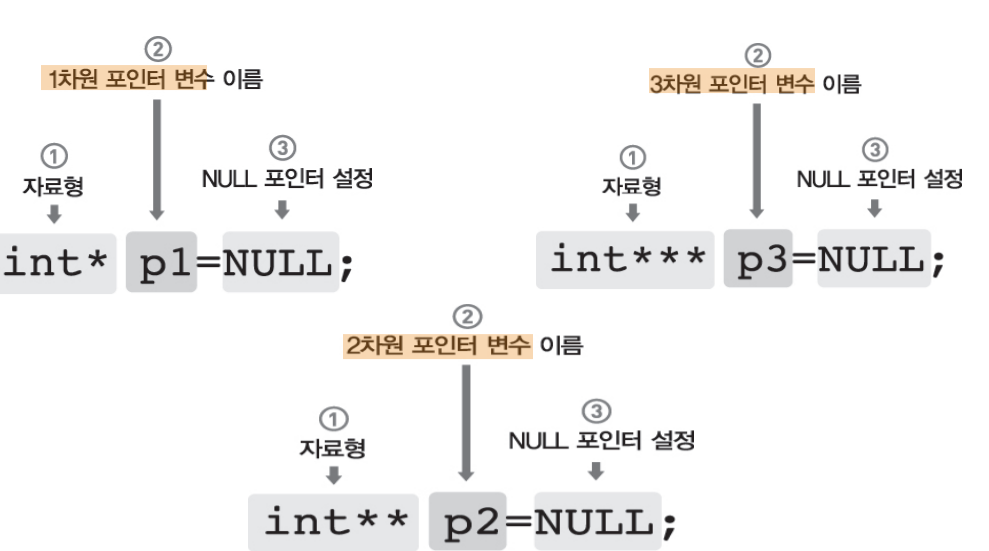 ②
1차원 포인터 변수 이름
①
자료형
③
NULL 포인터 설정
int* p1=NULL;
②
3차원 포인터 변수 이름
①
자료형
③
NULL 포인터 설정
int*** p3=NULL;
②
2차원 포인터 변수 이름
①
자료형
③
NULL 포인터 설정
int** p2=NULL;